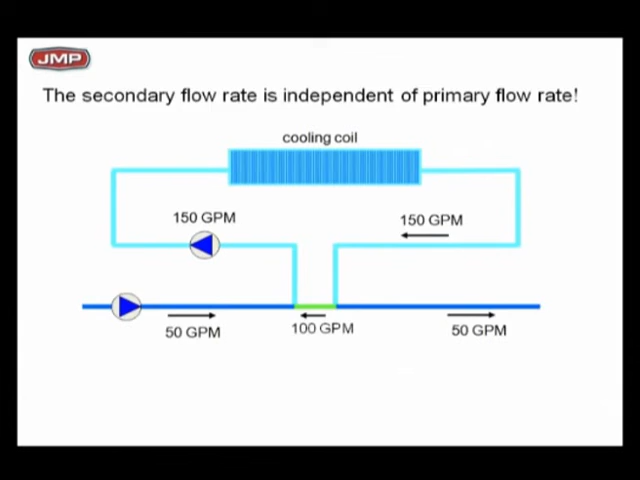 JMP
The secondary flow rate is independent of primary flow rate!
cooling coil
150 GPM
150 GPM
50 GPM
100 GPM
50 GPM